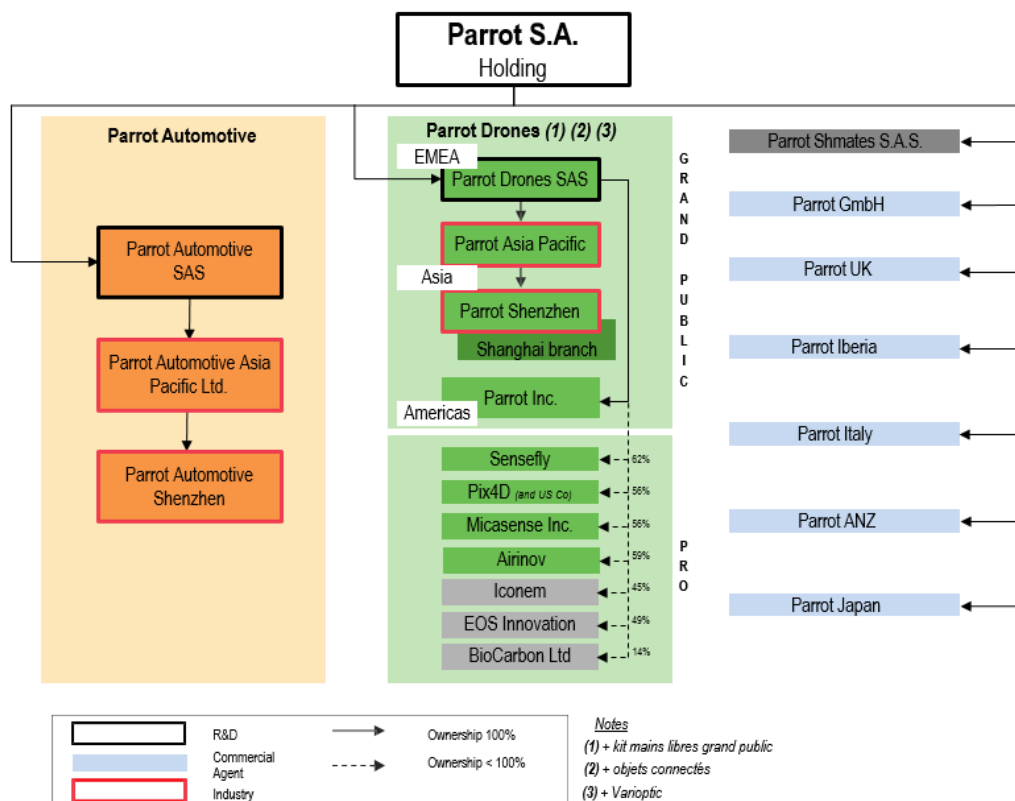 Parrot S.A.
Holding
Parrot Automotive
Parrot Automotive
SAS
Parrot Automotive Asia
Pacific Ltd.
Parrot Automotive
Shenzhen
Parrot Drones (1) (2) (3)
EMEA
Parrot Drones SAS
Parrot Asia Pacific
Asia
Parrot Shenzhen
Shanghai branch
Parrot Inc.
Americas
GRAND PUBLIC
Sensefly 62%
Pix4D (and US Co) 56%
Micasense Inc. 56%
Airinov 59%
Iconem 45%
EOS Innovation 49%
BioCarbon Ltd 14%
PRO
Parrot Shmates S.A.S.
Parrot GmbH
Parrot UK
Parrot Iberia
Parrot Italy
Parrot ANZ
Parrot Japan
R&D
Commercial
Agent
Industry
Ownership 100%
Ownership < 100%
Notes
(1) + kit mains libres grand public
(2) + objets connectés
(3) + Varioptic